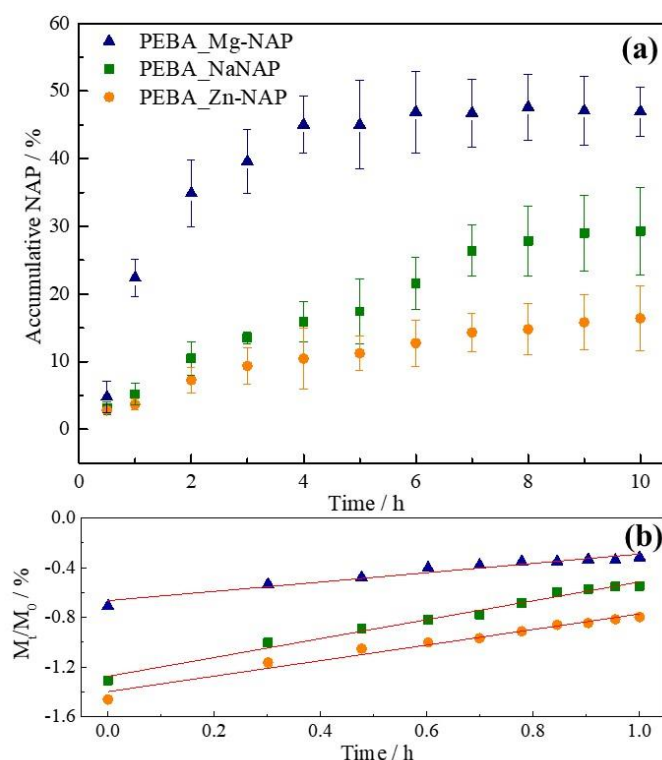 60
50
40
30
20
10
0
Accumulative NAP / %
PEBA_Mg-NAP
PEBA_NaNAP
PEBA_Zn-NAP
(a)
0 2 4 6 8 10
Time / h
0.0
-0.4
-0.8
-1.2
-1.6
Mt/M0 / %
(b)
0.0 0.2 0.4 0.6 0.8 1.0
Time / h